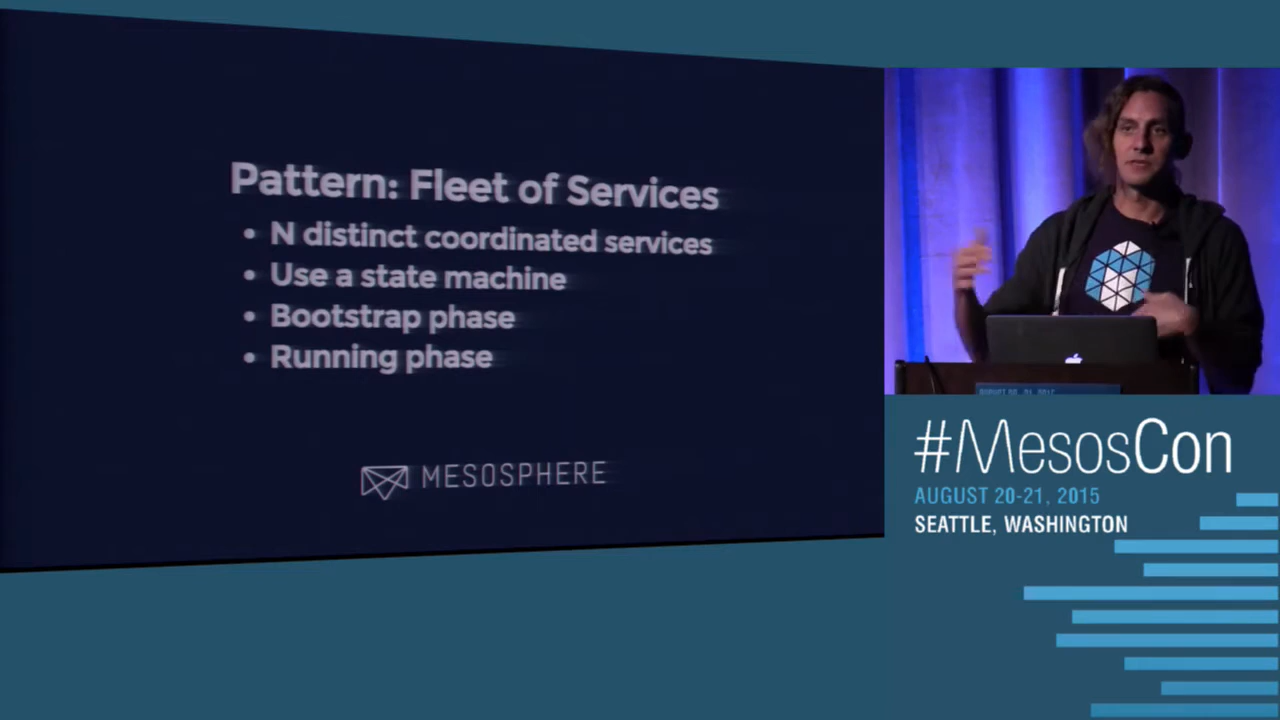 Pattern: Fleet of Services
• N distinct coordinated services
• Use a state machine
• Bootstrap phase
• Running phase
MESOSPHERE
#MesosCon
AUGUST 20-21, 2015
SEATTLE, WASHINGTON